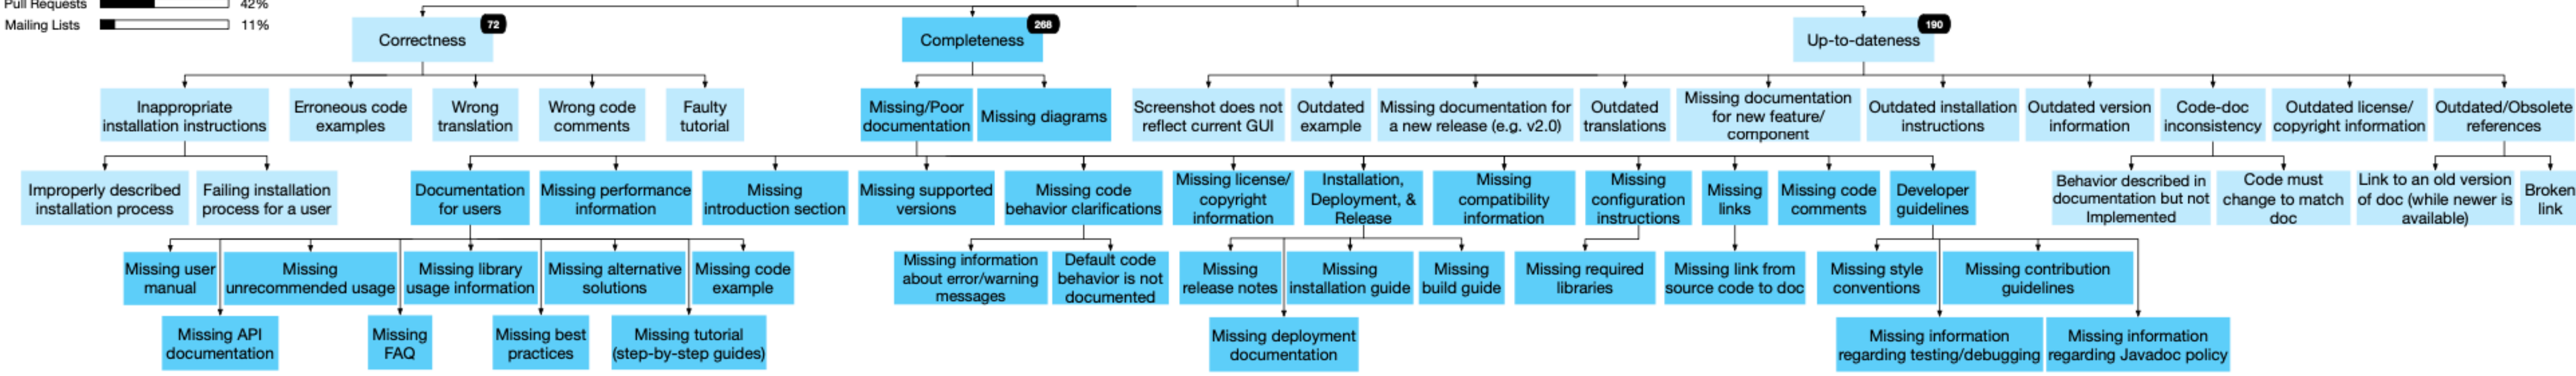 Pull Requests 42%
Mailing Lists 11%
Correctness 72
Completeness 268
Up-to-dateness 190
Inappropriate
installation instructions
Erroneous code
examples
Wrong
translation
Wrong code
comments
Faulty
tutorial
Missing/Poor
documentation
Missing diagrams
Screenshot does not
reflect current GUI
Outdated
example
Missing documentation for
a new release (e.g. v2.0)
Outdated
translations
Missing documentation
for new feature/
component
Outdated installation
instructions
Outdated version
information
Code-doc
inconsistency
Outdated license/
copyright information
Outdated/Obsolete
references
Improperly described
installation process
Failing installation
process for a user
Documentation
for users
Missing performance
information
Missing
introduction section
Missing supported
versions
Missing code
behavior clarifications
Missing license/
copyright
information
Installation,
Deployment, &
Release
Missing
compatibility
information
Missing
configuration
instructions
Missing
links
Missing code
comments
Developer
guidelines
Behavior described in
documentation but not
Implemented
Code must
change to match
doc
Link to an old version
of doc (while newer is
available)
Broken
link
Missing user
manual
Missing
unrecommended usage
Missing library
usage information
Missing alternative
solutions
Missing code
example
Missing information
about error/warning
messages
Default code
behavior is not
documented
Missing
release notes
Missing
installation guide
Missing
build guide
Missing required
libraries
Missing link from
source code to doc
Missing style
conventions
Missing contribution
guidelines
Missing API
documentation
Missing
FAQ
Missing best
practices
Missing tutorial
(step-by-step guides)
Missing deployment
documentation
Missing information
regarding testing/debugging
Missing information
regarding Javadoc policy